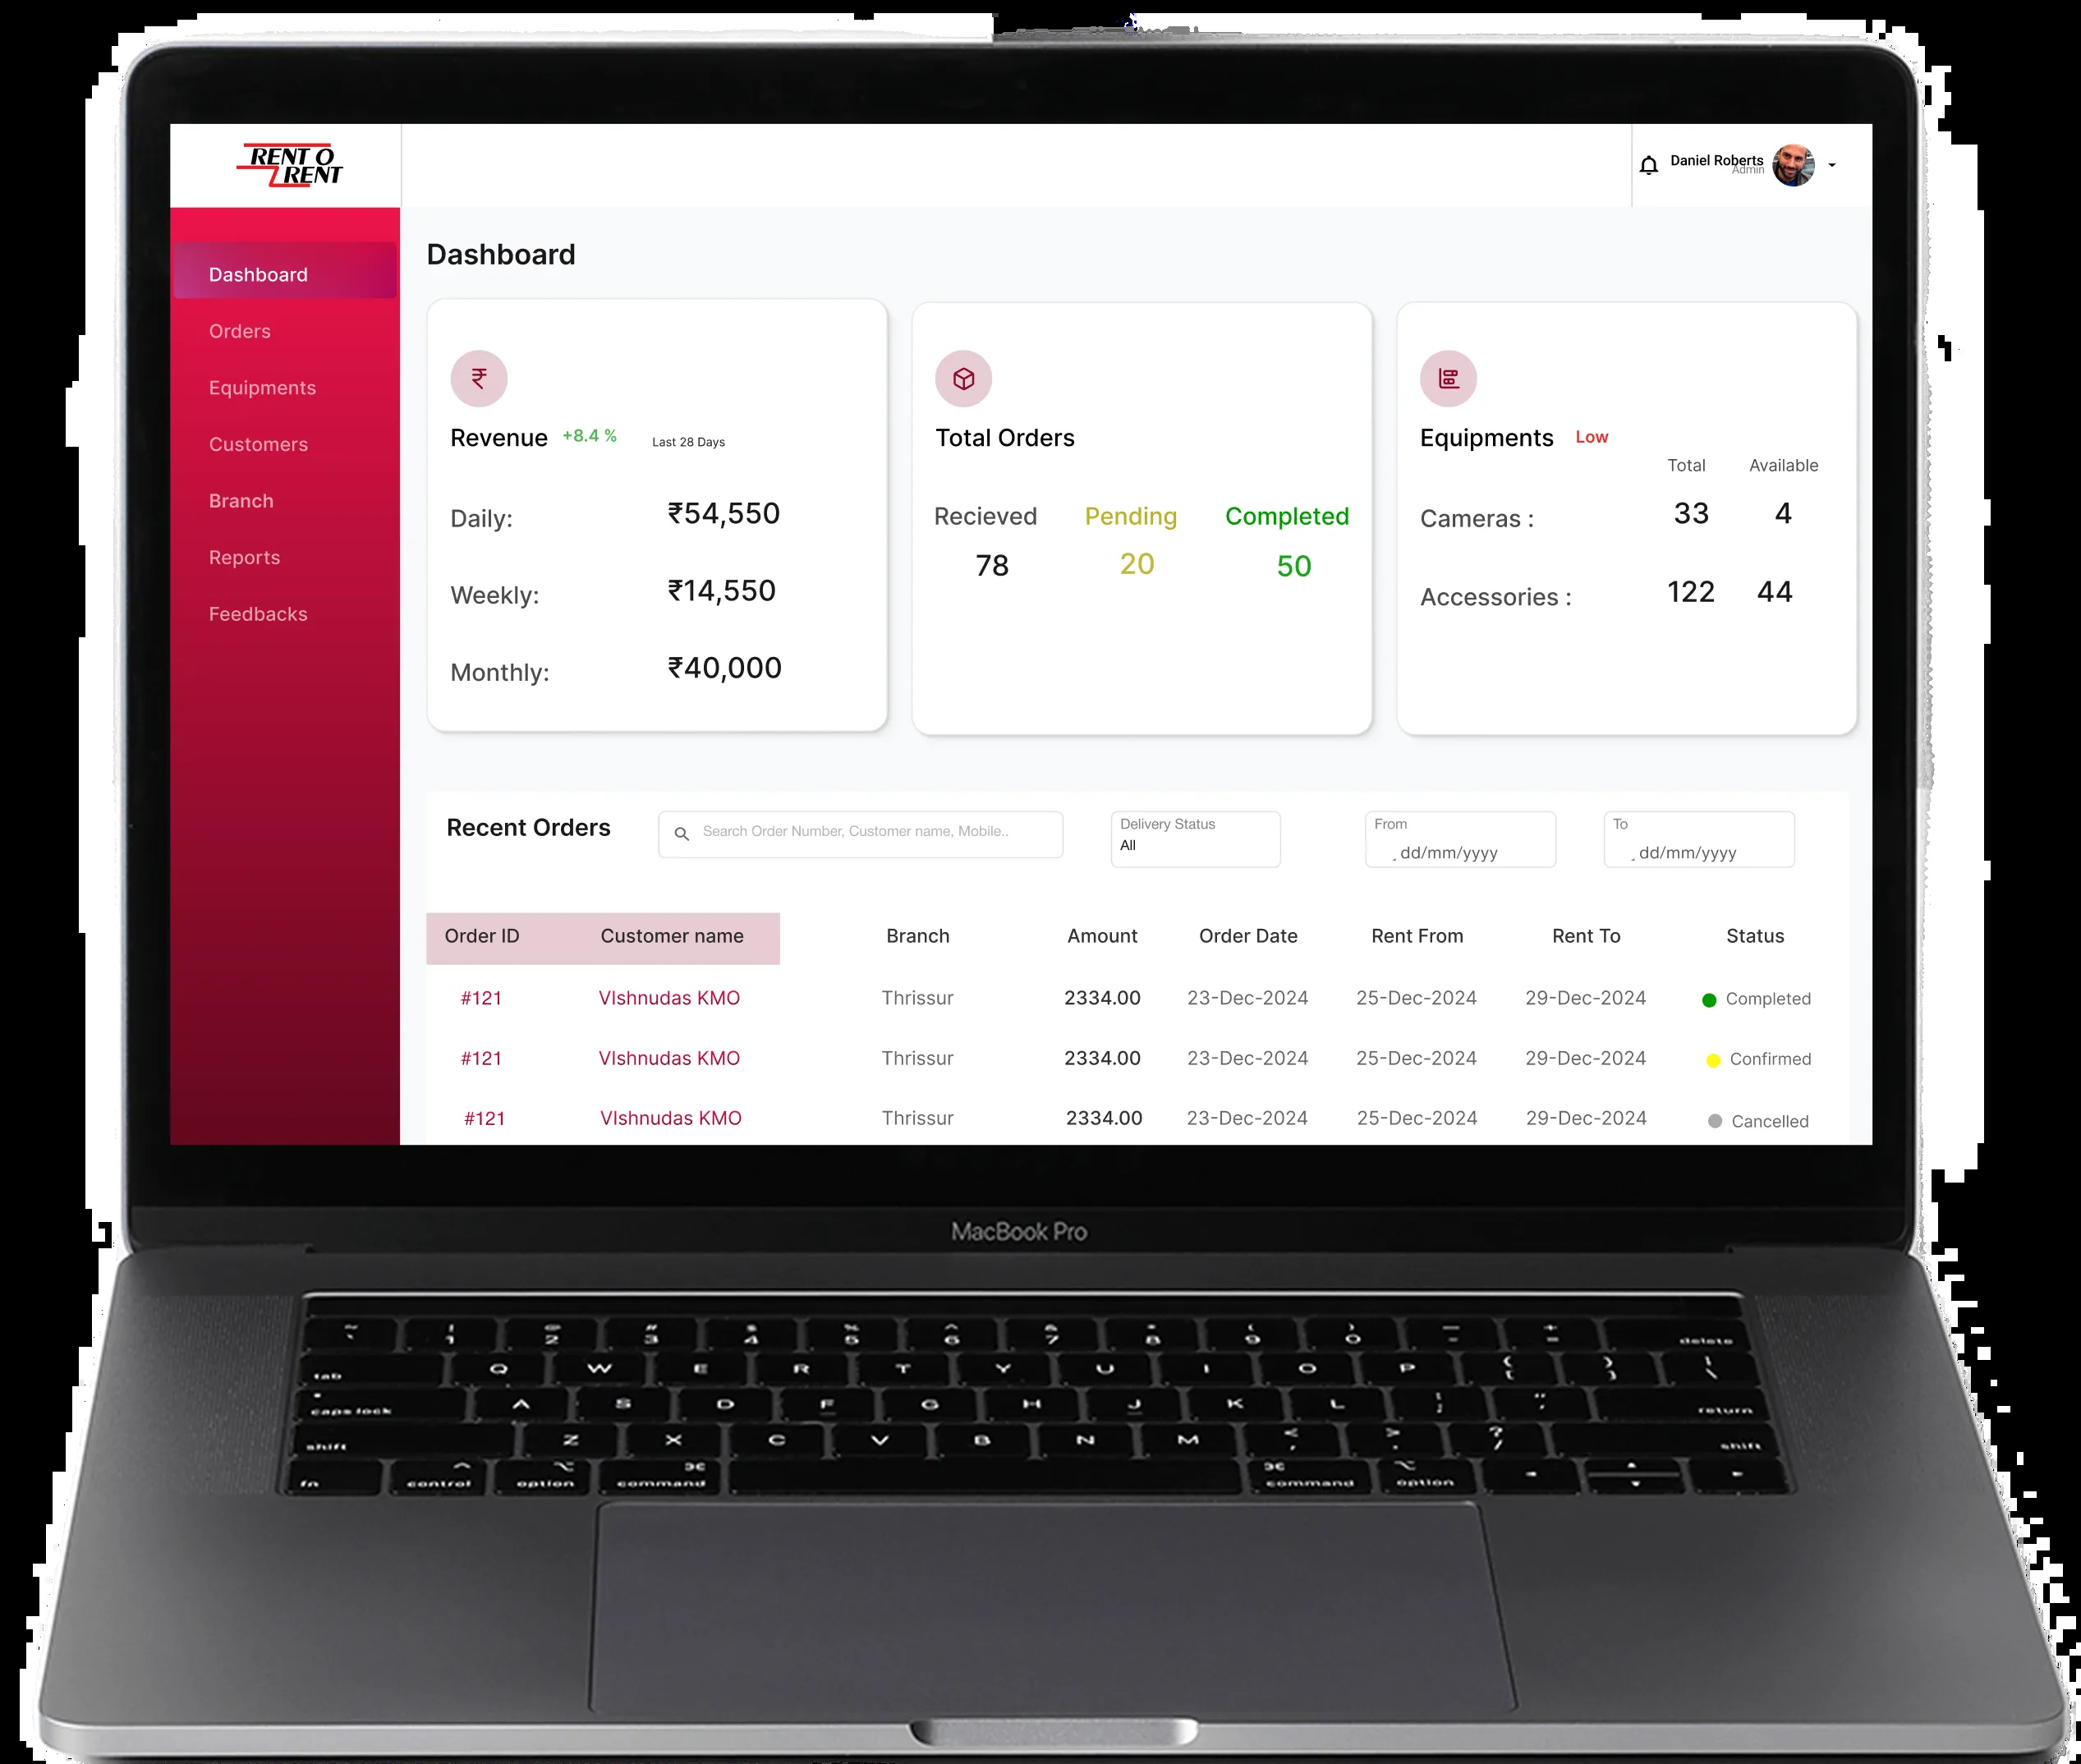 RENT O
RENT
Daniel Roberts
Admin
Dashboard
Orders
Equipments
Customers
Branch
Reports
Feedbacks
Dashboard
Revenue +8.4 % Last 28 Days
Daily: ₹54,550
Weekly: ₹14,550
Monthly: ₹40,000
Total Orders
Recieved Pending Completed
78 20 50
Equipments Low
Total Available
Cameras : 33 4
Accessories : 122 44
Recent Orders
Search Order Number, Customer name, Mobile..
Delivery Status
All
From
dd/mm/yyyy
To
dd/mm/yyyy
Order ID Customer name Branch Amount Order Date Rent From Rent To Status
#121 VIshnudas KMO Thrissur 2334.00 23-Dec-2024 25-Dec-2024 29-Dec-2024 Completed
#121 VIshnudas KMO Thrissur 2334.00 23-Dec-2024 25-Dec-2024 29-Dec-2024 Confirmed
#121 VIshnudas KMO Thrissur 2334.00 23-Dec-2024 25-Dec-2024 29-Dec-2024 Cancelled
MacBook Pro
~ ! @ # $ % ^ & * ( ) — +
` 1 2 3 4 5 6 7 8 9 0 - = delete
tab Q W E R T Y U I O P { [ } ] | \
caps lock A S D F G H J K L : ; " ' return
shift Z X C V B N M < , > . ? / shift
fn control option command command option